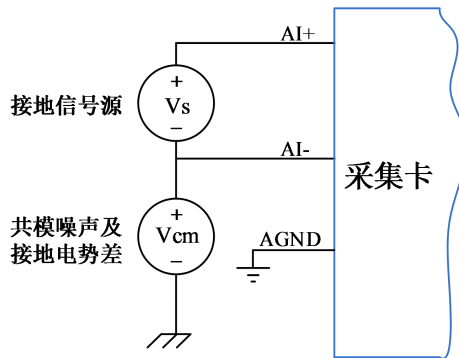 AI+
+
接地信号源
Vs
−
AI-
采集卡
共模噪声及
接地电势差
+
Vcm
−
AGND